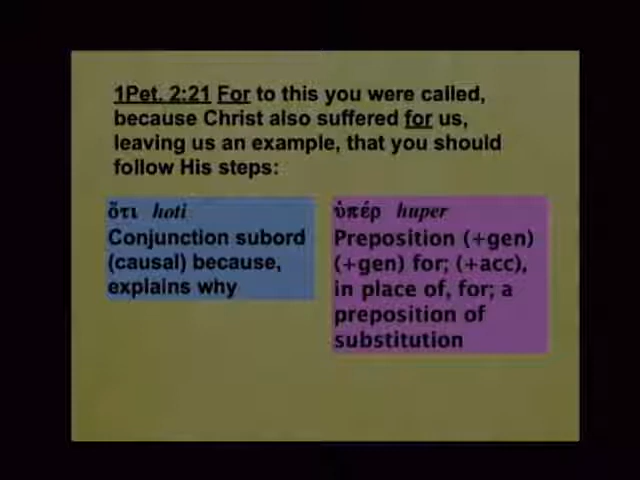 1Pet. 2:21 For to this you were called,
because Christ also suffered for us,
leaving us an example, that you should
follow His steps:
ὅτι hoti
Conjunction subord
(causal) because,
explains why
ὑπέρ huper
Preposition (+gen)
(+gen) for; (+acc),
in place of, for; a
preposition of
substitution